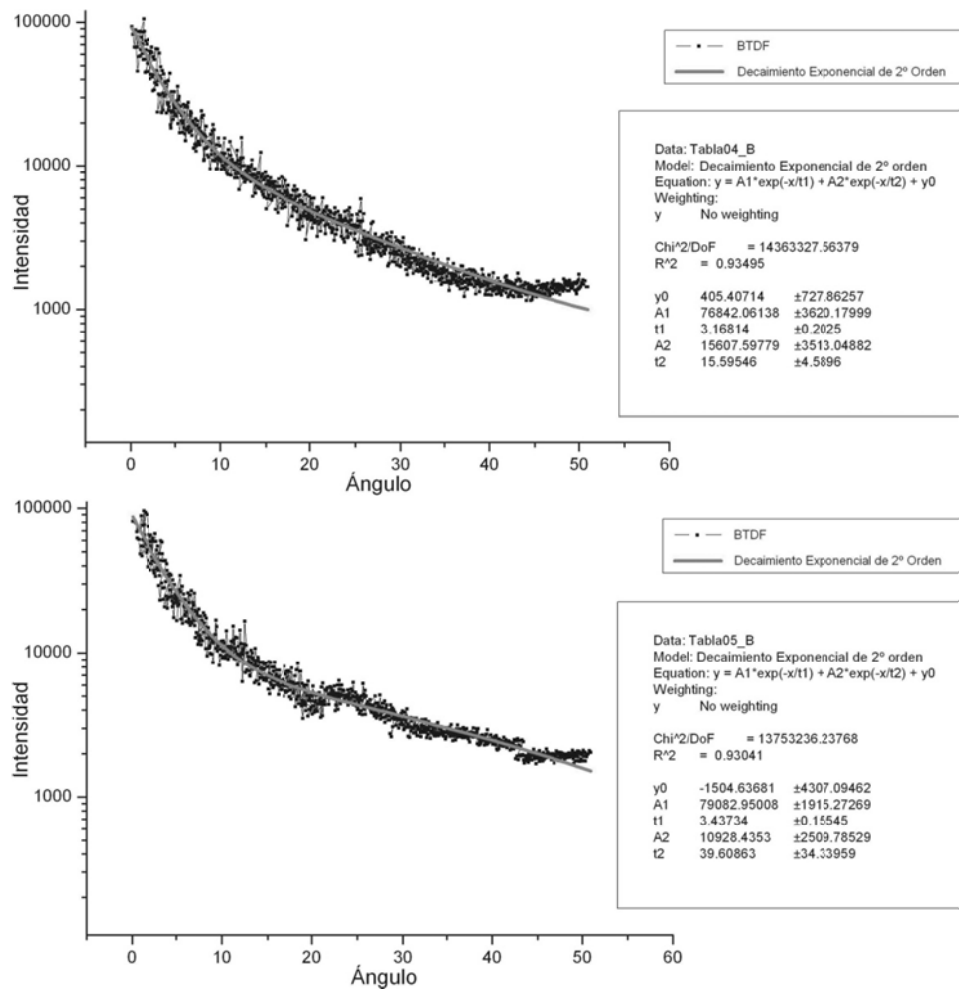 100000
10000
1000
Intensidad
0
10
20
30
40
50
60
Ángulo
BTDF
Decaimiento Exponencial de 2º Orden
Data: Tabla04_B
Model: Decaimiento Exponencial de 2º orden
Equation: y = A1*exp(-x/t1) + A2*exp(-x/t2) + y0
Weighting:
y No weighting
Chi^2/DoF = 14363327.56379
R^2 = 0.93495
y0 405.40714 ±727.86257
A1 76842.06138 ±3620.17999
t1 3.16814 ±0.2025
A2 15607.59779 ±3513.04882
t2 15.59546 ±4.5896
100000
10000
1000
Intensidad
0
10
20
30
40
50
60
Ángulo
BTDF
Decaimiento Exponencial de 2º Orden
Data: Tabla05_B
Model: Decaimiento Exponencial de 2º orden
Equation: y = A1*exp(-x/t1) + A2*exp(-x/t2) + y0
Weighting:
y No weighting
Chi^2/DoF = 13753236.23768
R^2 = 0.93041
y0 -1504.63681 ±4307.09462
A1 79082.95008 ±1915.27269
t1 3.43734 ±0.15545
A2 10928.4353 ±2509.78529
t2 39.60863 ±34.33959